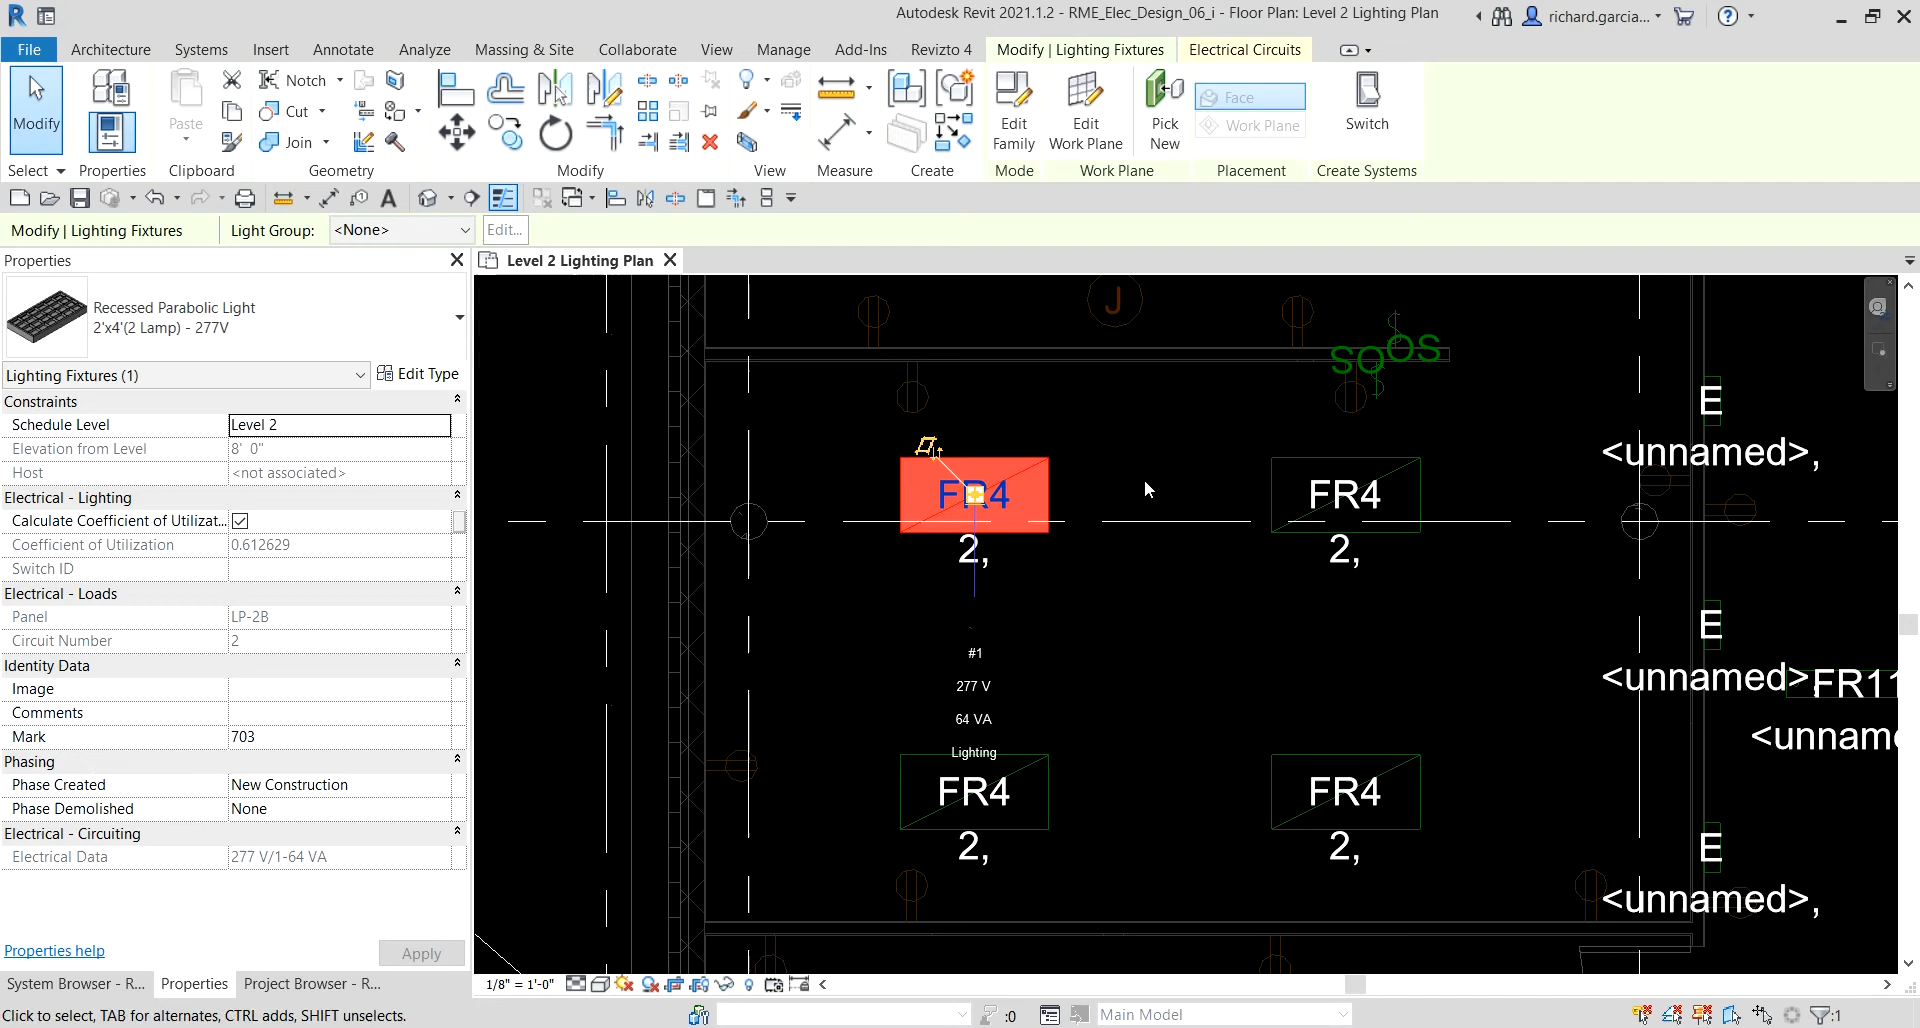 Autodesk Revit 2021.1.2 - RME_Elec_Design_06_i - Floor Plan: Level 2 Lighting Plan
richard.garcia...
File Architecture Systems Insert Annotate Analyze Massing & Site Collaborate View Manage Add-Ins Revizto 4 Modify | Lighting Fixtures Electrical Circuits
Modify
Paste
Notch
Cut
Join
Edit Family
Edit Work Plane
Pick New
Face
Work Plane
Switch
Select Properties Clipboard Geometry Modify View Measure Create Mode Work Plane Placement Create Systems
Modify | Lighting Fixtures Light Group: <None> Edit...
Properties
Level 2 Lighting Plan
Recessed Parabolic Light
2'x4'(2 Lamp) - 277V
Lighting Fixtures (1) Edit Type
Constraints
Schedule Level Level 2
Elevation from Level 8' 0"
Host <not associated>
Electrical - Lighting
Calculate Coefficient of Utilizat...
Coefficient of Utilization 0.612629
Switch ID
Electrical - Loads
Panel LP-2B
Circuit Number 2
Identity Data
Image
Comments
Mark 703
Phasing
Phase Created New Construction
Phase Demolished None
Electrical - Circuiting
Electrical Data 277 V/1-64 VA
Properties help Apply
System Browser - R... Properties Project Browser - R...
J
SO OS
E
<unnamed>,
FR4 FR4
2, 2,
E
<unnamed>, FR11
#1
277 V
64 VA
Lighting
<unnam
FR4 FR4
2, 2,
E
<unnamed>,
1/8" = 1'-0"
Click to select, TAB for alternates, CTRL adds, SHIFT unselects.
:0
Main Model
:1